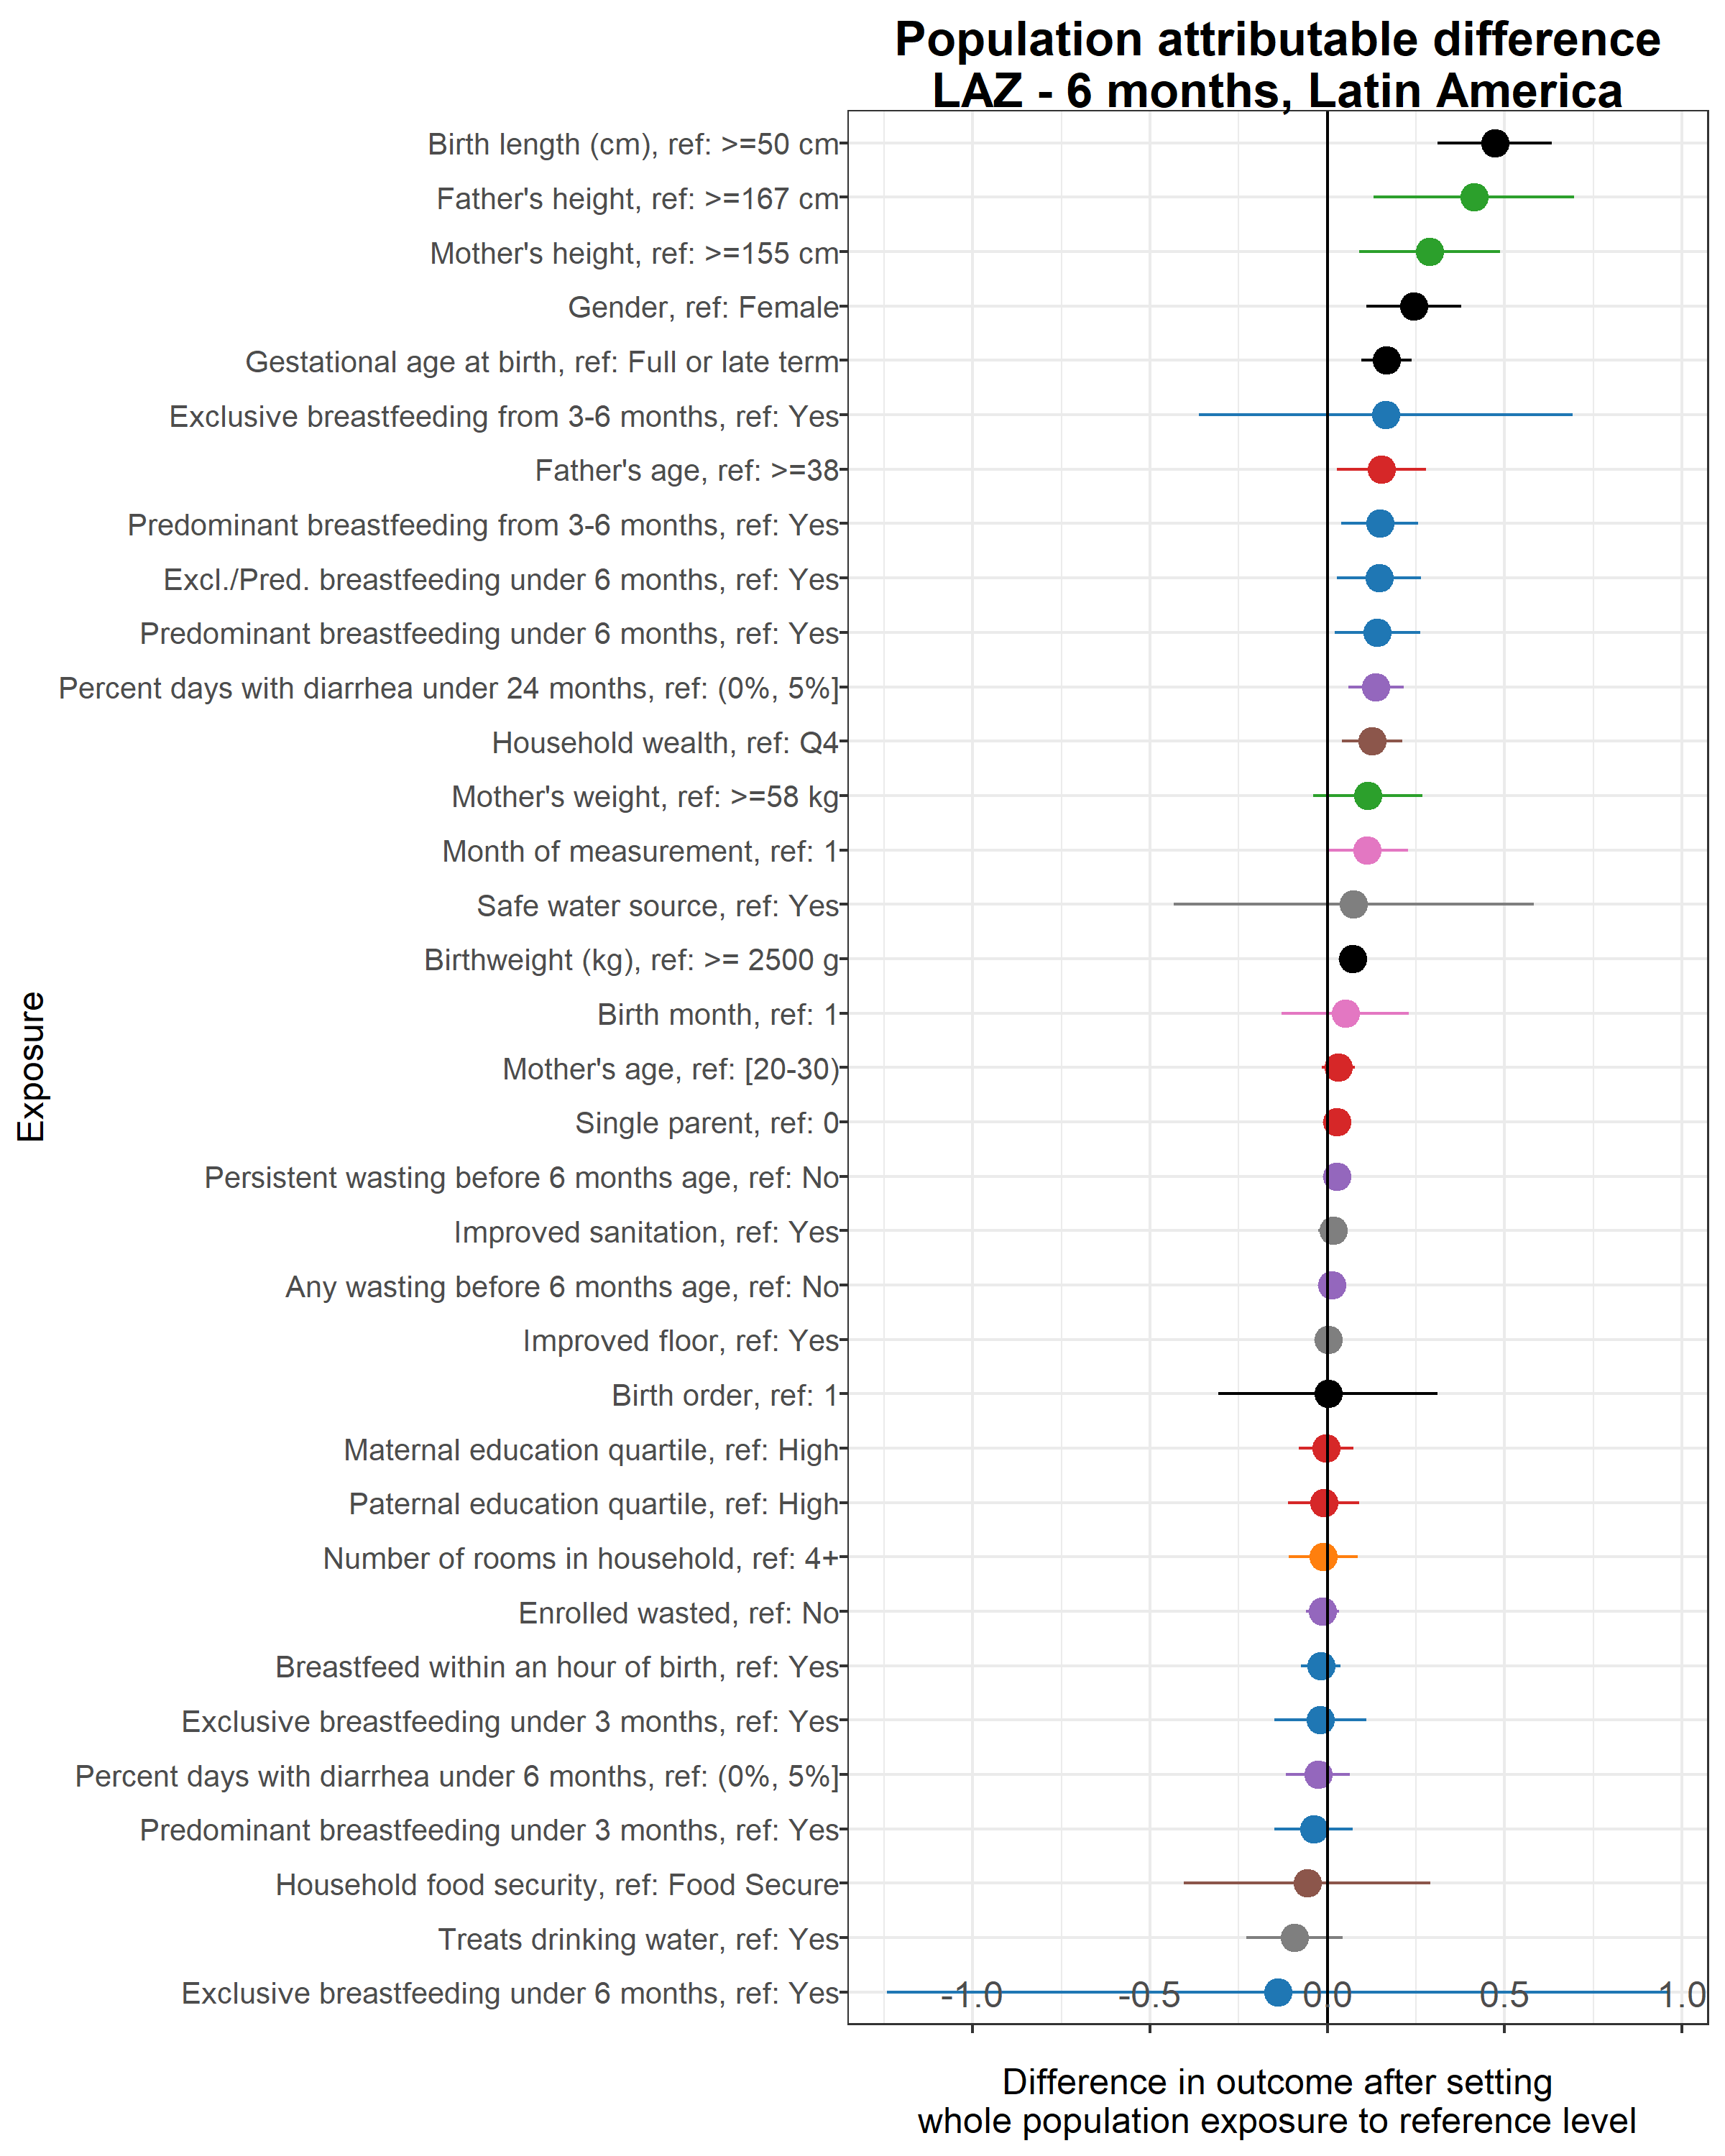 Population attributable difference
LAZ - 6 months, Latin America
Birth length (cm), ref: >=50 cm
Father's height, ref: >=167 cm
Mother's height, ref: >=155 cm
Gender, ref: Female
Gestational age at birth, ref: Full or late term
Exclusive breastfeeding from 3-6 months, ref: Yes
Father's age, ref: >=38
Predominant breastfeeding from 3-6 months, ref: Yes
Excl./Pred. breastfeeding under 6 months, ref: Yes
Predominant breastfeeding under 6 months, ref: Yes
Percent days with diarrhea under 24 months, ref: (0%, 5%]
Household wealth, ref: Q4
Mother's weight, ref: >=58 kg
Month of measurement, ref: 1
Safe water source, ref: Yes
Birthweight (kg), ref: >= 2500 g
Birth month, ref: 1
Mother's age, ref: [20-30)
Single parent, ref: 0
Persistent wasting before 6 months age, ref: No
Improved sanitation, ref: Yes
Any wasting before 6 months age, ref: No
Improved floor, ref: Yes
Birth order, ref: 1
Maternal education quartile, ref: High
Paternal education quartile, ref: High
Number of rooms in household, ref: 4+
Enrolled wasted, ref: No
Breastfeed within an hour of birth, ref: Yes
Exclusive breastfeeding under 3 months, ref: Yes
Percent days with diarrhea under 6 months, ref: (0%, 5%]
Predominant breastfeeding under 3 months, ref: Yes
Household food security, ref: Food Secure
Treats drinking water, ref: Yes
Exclusive breastfeeding under 6 months, ref: Yes
Exposure
-1.0 -0.5 0.0 0.5 1.0
Difference in outcome after setting
whole population exposure to reference level